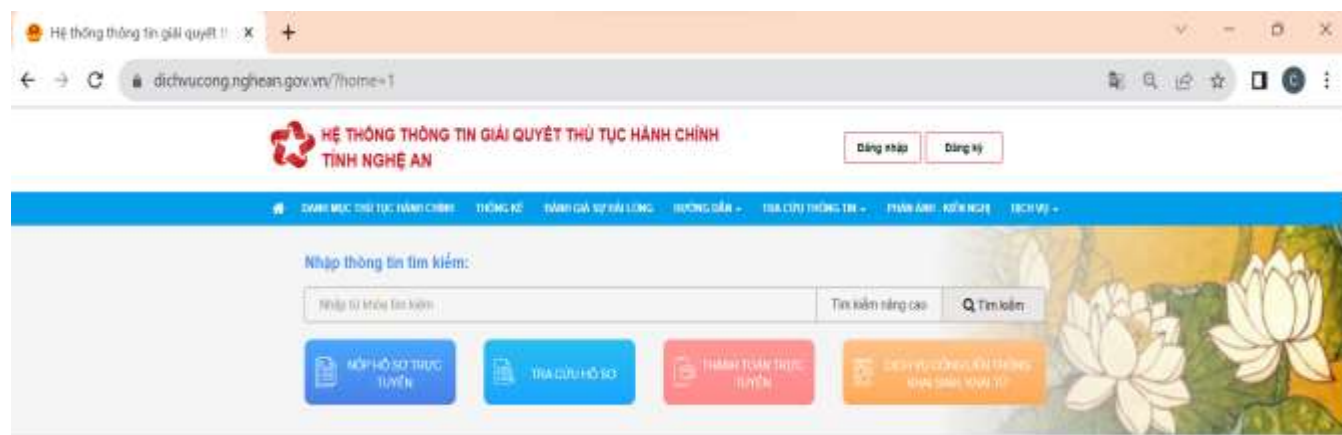 Hệ thống thông tin giải quyết
dichvucong.nghean.gov.vn/?home=1
HỆ THỐNG THÔNG TIN GIẢI QUYẾT THỦ TỤC HÀNH CHÍNH
TỈNH NGHỆ AN
Đăng nhập
Đăng ký
DANH MỤC THỦ TỤC HÀNH CHÍNH THỐNG KÊ ĐÁNH GIÁ SỰ HÀI LÒNG HƯỚNG DẪN TRA CỨU THÔNG TIN PHẢN ÁNH - KIẾN NGHỊ DỊCH VỤ
Nhập thông tin tìm kiếm:
Nhập từ khóa tìm kiếm
Tìm kiếm nâng cao
Tìm kiếm
NỘP HỒ SƠ TRỰC
TUYẾN
TRA CỨU HỒ SƠ
THANH TOÁN TRỰC
TUYẾN
DỊCH VỤ CÔNG LIÊN THÔNG
KHAI SINH, KHAI TỬ